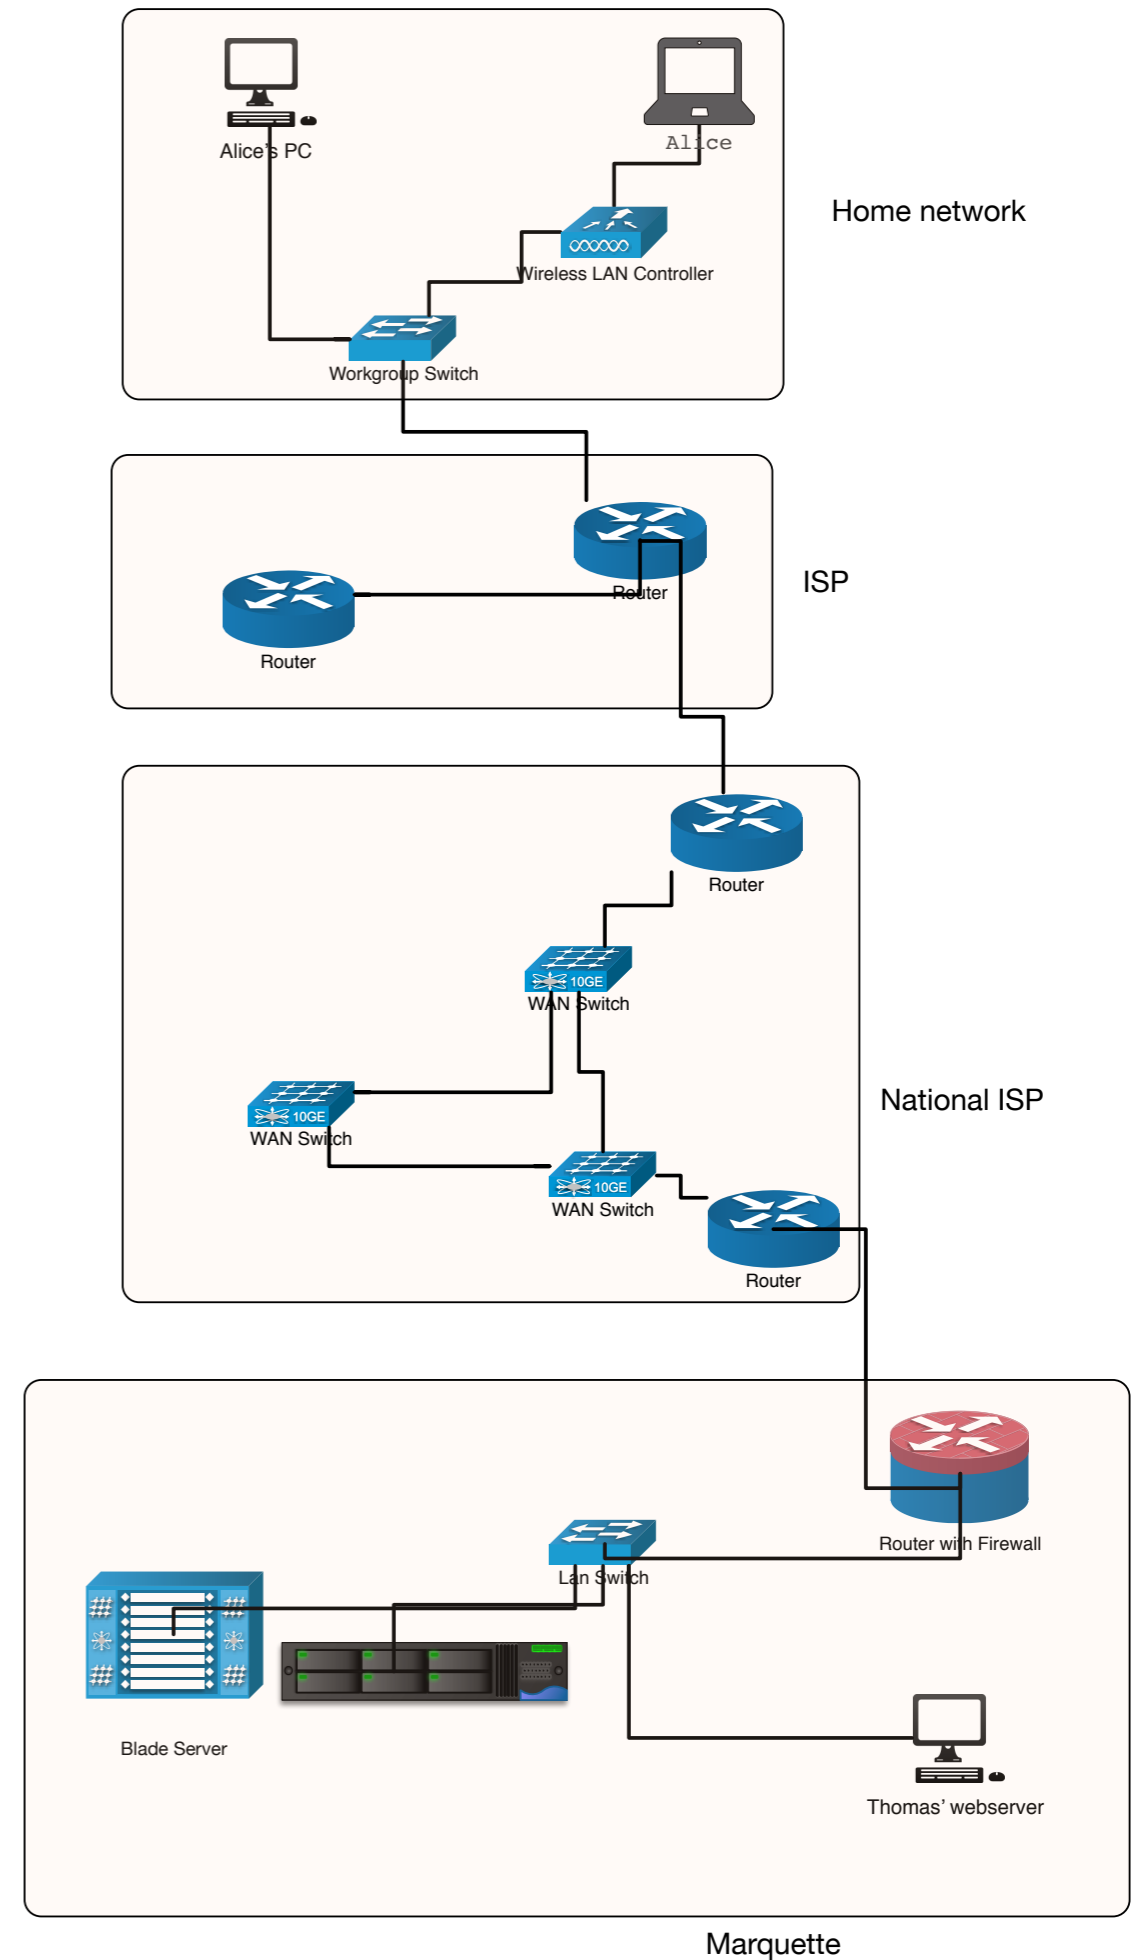 Alice's PC
Alice
Home network
Wireless LAN Controller
Workgroup Switch
Router
ISP
Router
Router
10GE
WAN Switch
10GE
WAN Switch
National ISP
10GE
WAN Switch
Router
Router with Firewall
Lan Switch
Blade Server
Thomas’ webserver
Marquette